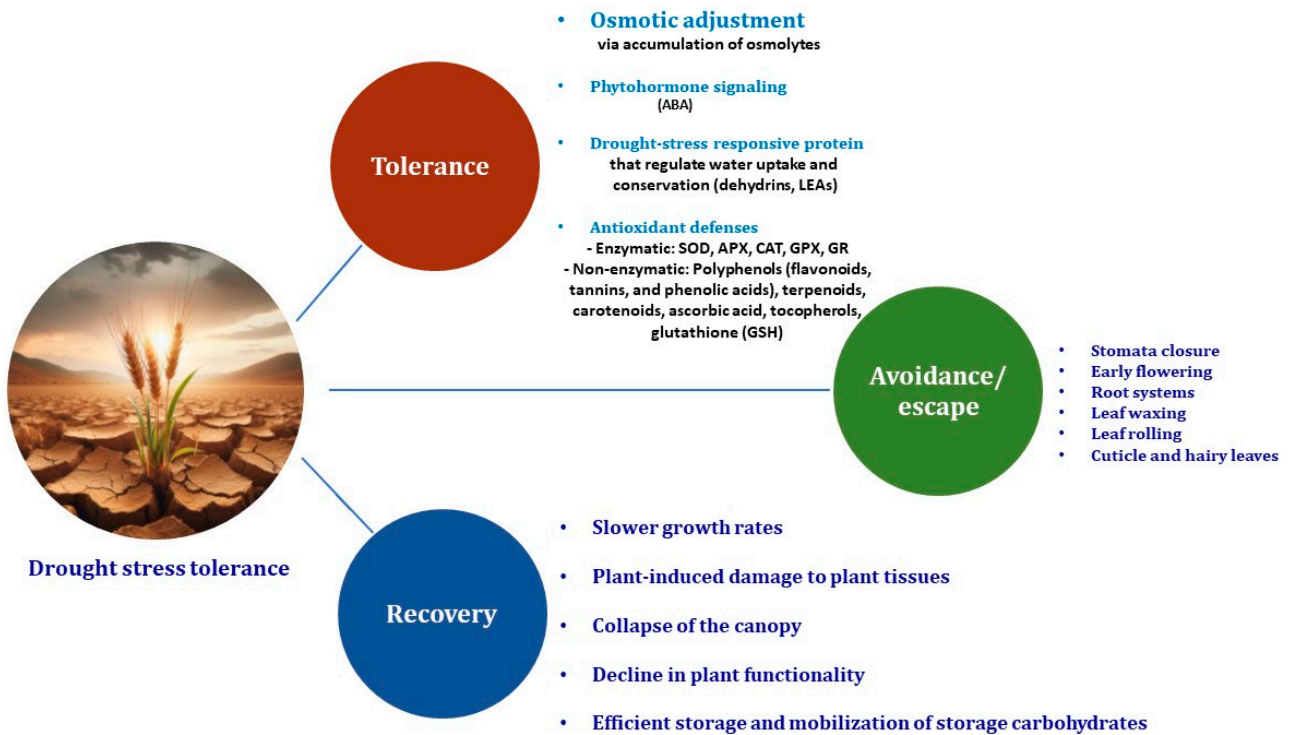 • Osmotic adjustment
via accumulation of osmolytes
• Phytohormone signaling
(ABA)
• Drought-stress responsive protein
that regulate water uptake and
conservation (dehydrins, LEAs)
• Antioxidant defenses
- Enzymatic: SOD, APX, CAT, GPX, GR
- Non-enzymatic: Polyphenols (flavonoids,
tannins, and phenolic acids), terpenoids,
carotenoids, ascorbic acid, tocopherols,
glutathione (GSH)
Tolerance
Avoidance/
escape
• Stomata closure
• Early flowering
• Root systems
• Leaf waxing
• Leaf rolling
• Cuticle and hairy leaves
Drought stress tolerance
Recovery
• Slower growth rates
• Plant-induced damage to plant tissues
• Collapse of the canopy
• Decline in plant functionality
• Efficient storage and mobilization of storage carbohydrates